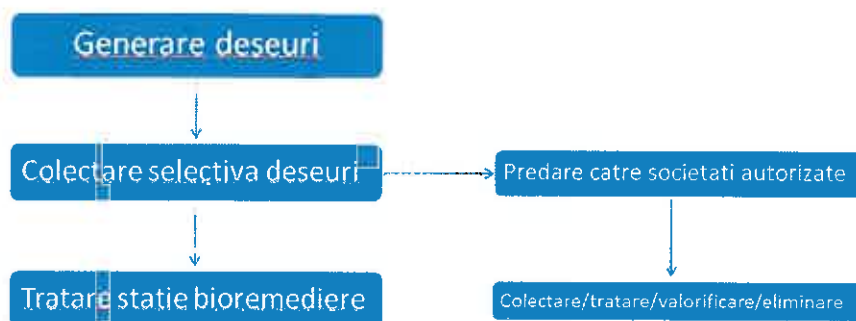 Generare deseuri
Colectare selectiva deseuri
Predare catre societati autorizate
Tratare statie bioremediere
Colectare/tratare/valorificare/eliminare